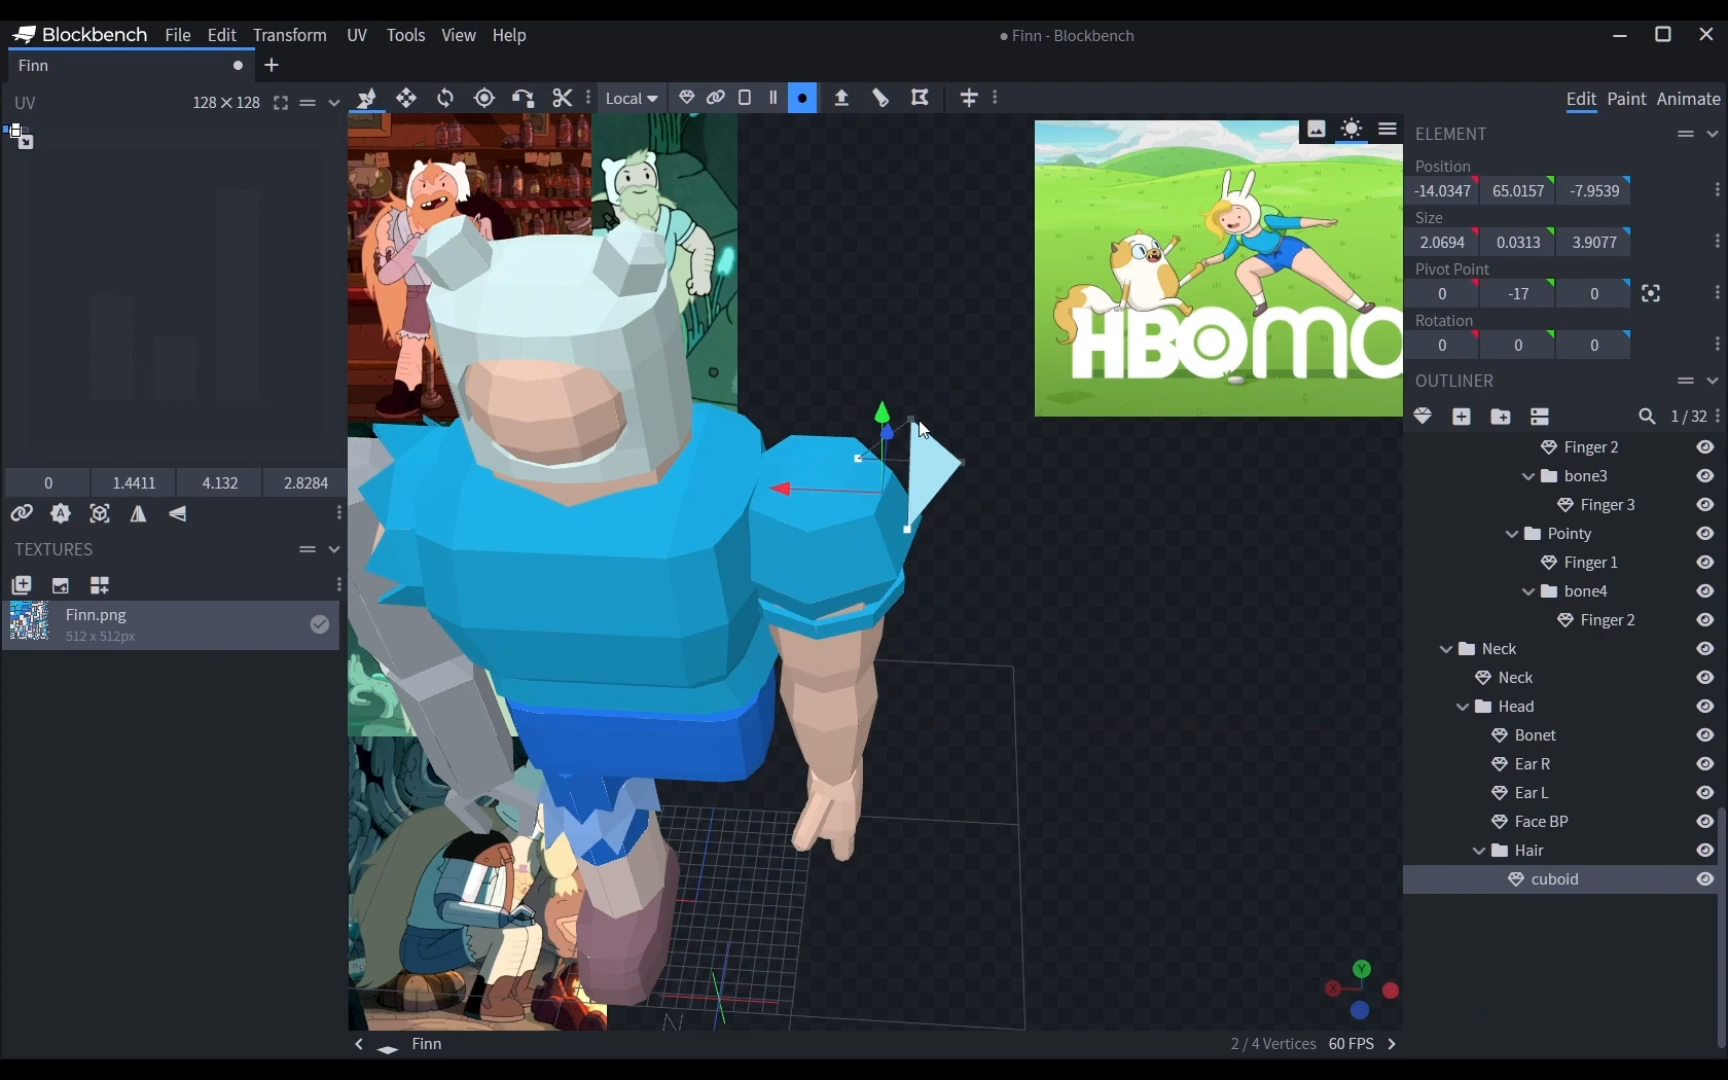 Blockbench File Edit Transform UV Tools View Help
● Finn - Blockbench
Finn
UV 128×128
Local
Edit Paint Animate
ELEMENT
Position
-14.0347 65.0157 -7.9539
Size
2.0694 0.0313 3.9077
Pivot Point
0 -17 0
Rotation
0 0 0
HBOMO
OUTLINER
1/32
Finger 2
bone3
Finger 3
Pointy
Finger 1
bone4
Finger 2
Neck
Neck
Head
Bonet
Ear R
Ear L
Face BP
Hair
cuboid
0 1.4411 4.132 2.8284
TEXTURES
Finn.png
512 x 512px
N
Y
X
Finn
2/4 Vertices 60 FPS